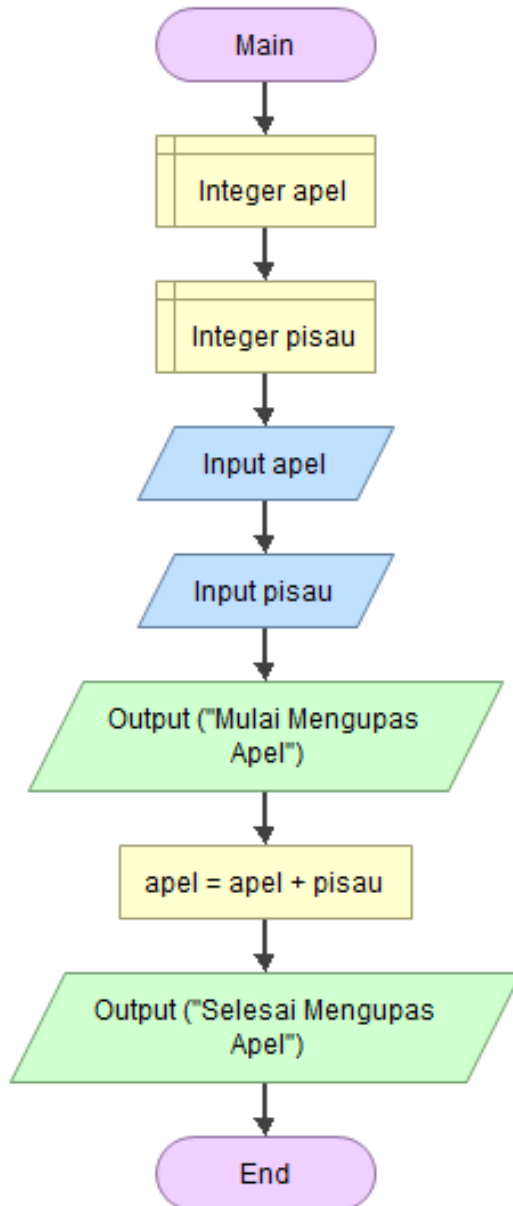 Main
Integer apel
Integer pisau
Input apel
Input pisau
Output ("Mulai Mengupas
Apel")
apel = apel + pisau
Output ("Selesai Mengupas
Apel")
End